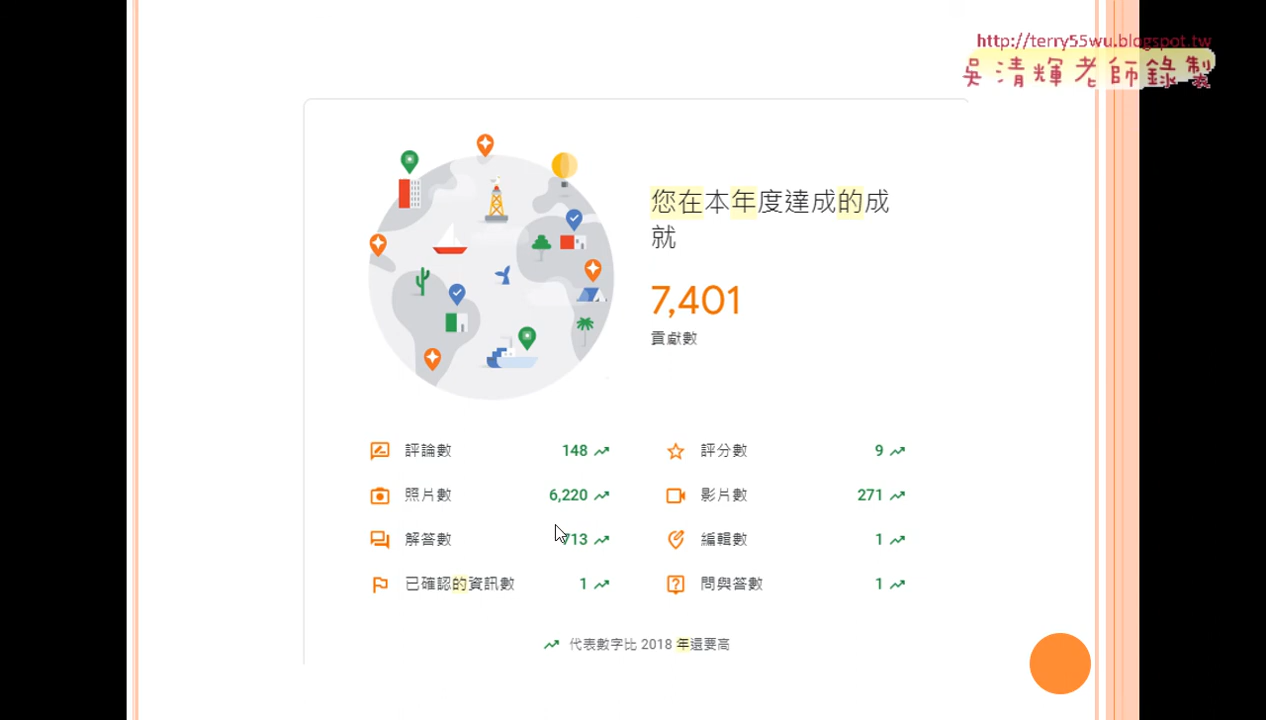 http://terry55wu.blogspot.tw
吳清輝老師錄製
您在本年度達成的成
就
7,401
貢獻數
評論數 148
評分數 9
照片數 6,220
影片數 271
解答數 713
編輯數 1
已確認的資訊數 1
問與答數 1
代表數字比 2018 年還要高